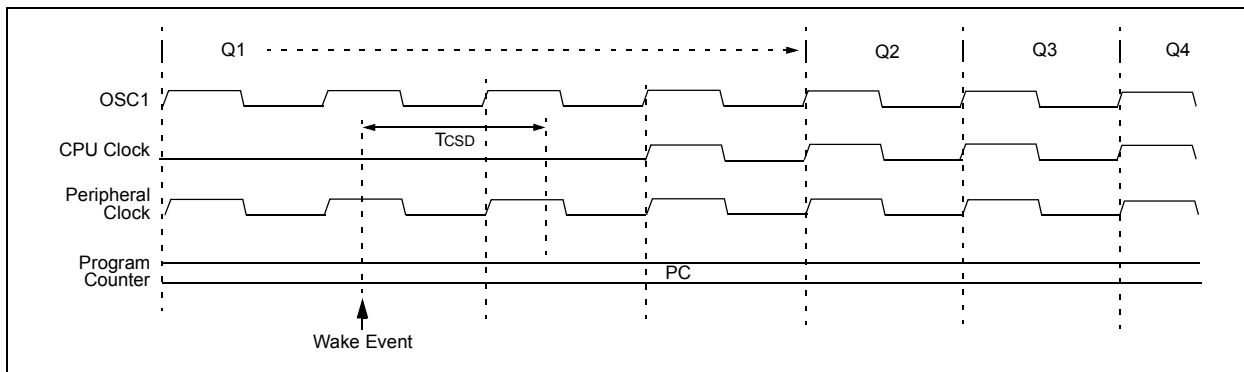 Q1 Q2 Q3 Q4
OSC1
TCSD
CPU Clock
Peripheral
Clock
Program
Counter
PC
Wake Event